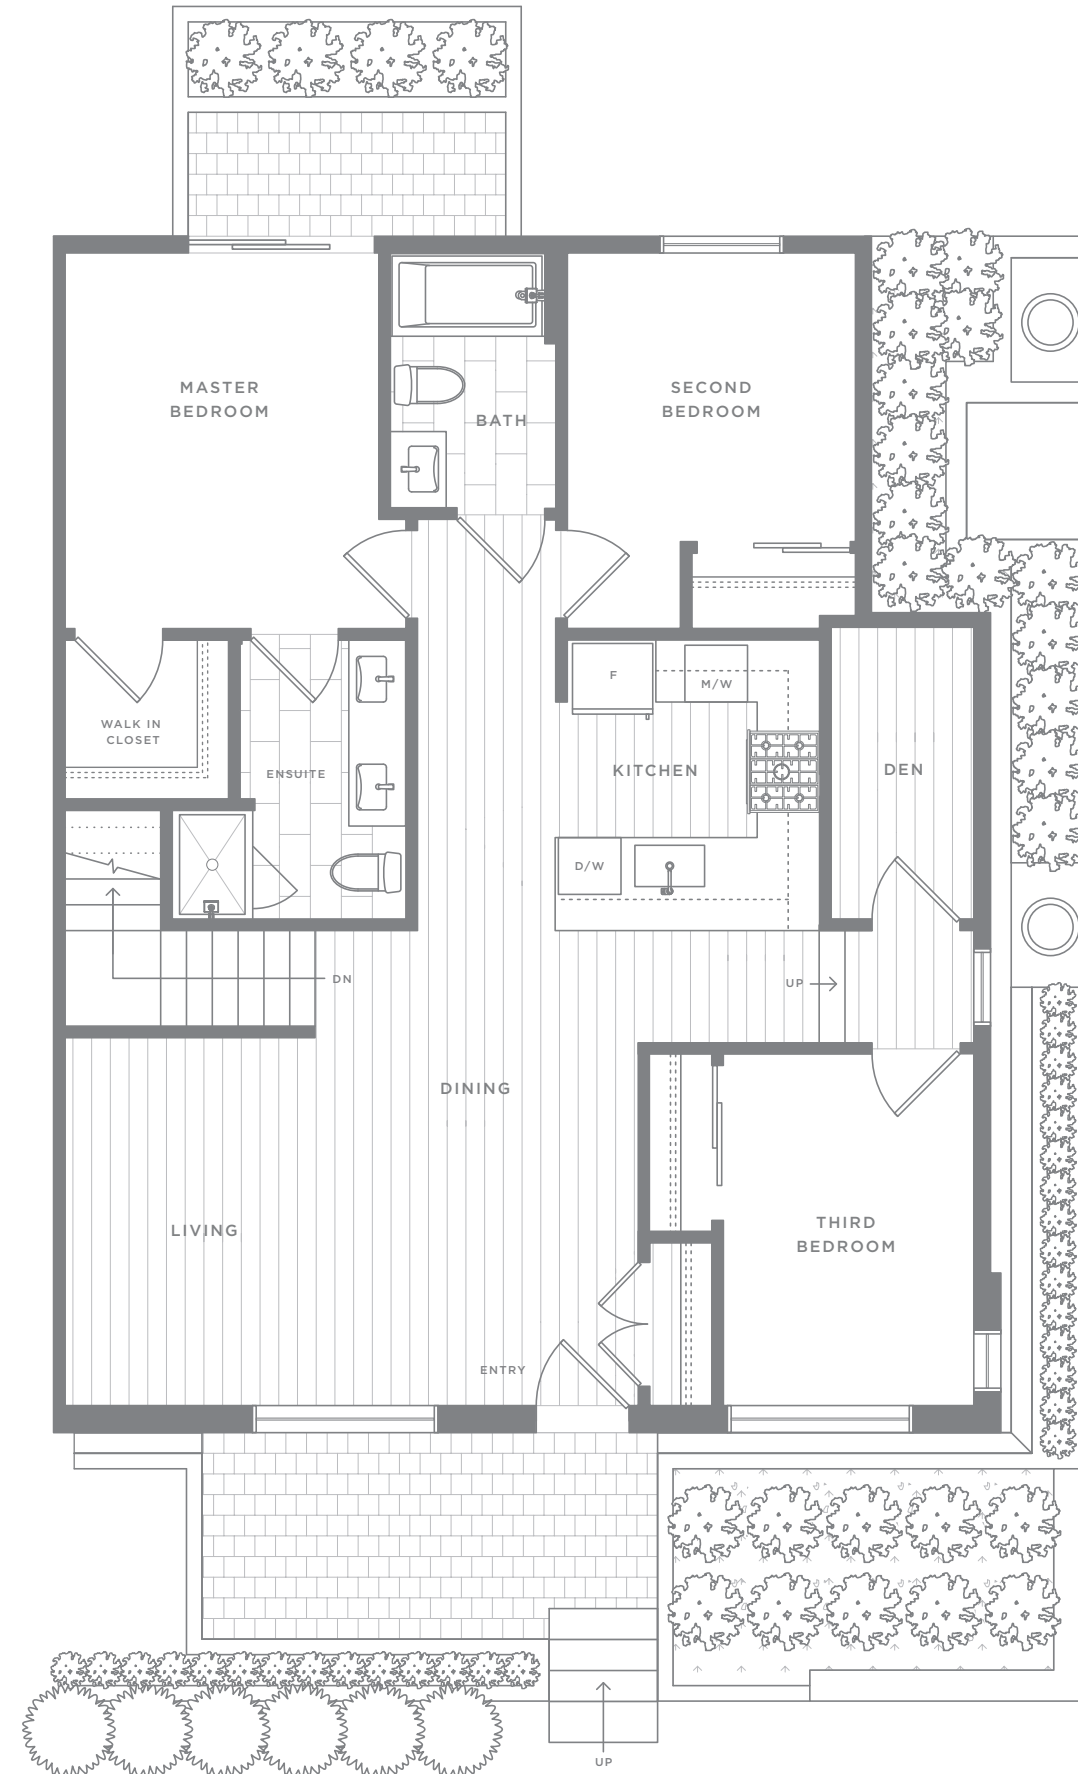 MASTER
BEDROOM
BATH
SECOND
BEDROOM
WALK IN
CLOSET
ENSUITE
F
M/W
KITCHEN
DEN
D/W
DN
UP
DINING
LIVING
THIRD
BEDROOM
ENTRY
UP